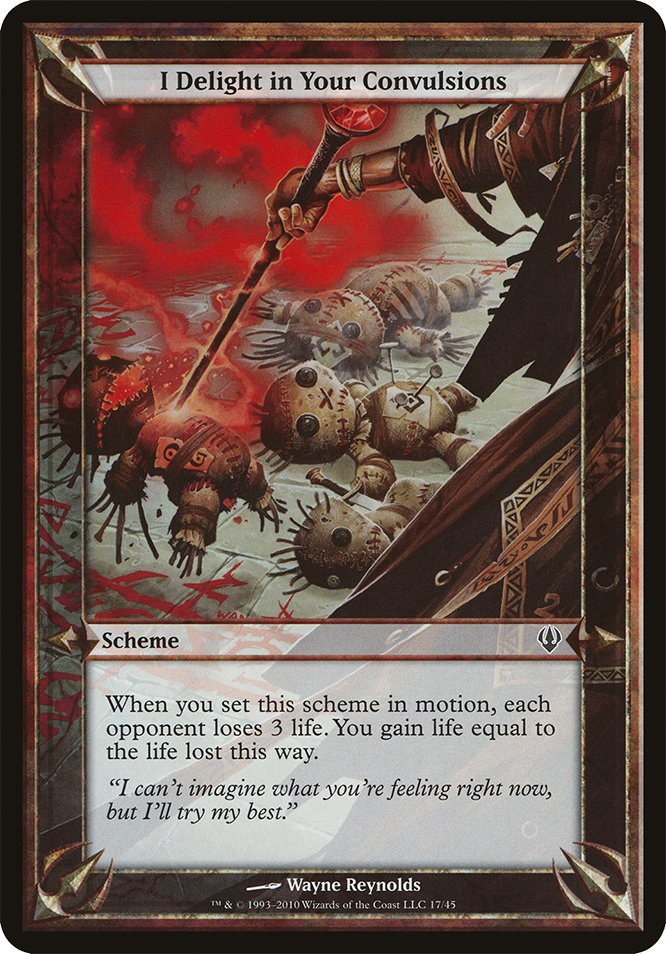 I Delight in Your Convulsions
Scheme
When you set this scheme in motion, each
opponent loses 3 life. You gain life equal to
the life lost this way.
“I can’t imagine what you’re feeling right now,
but I’ll try my best.”
Wayne Reynolds
™ & © 1993–2010 Wizards of the Coast LLC 17/45